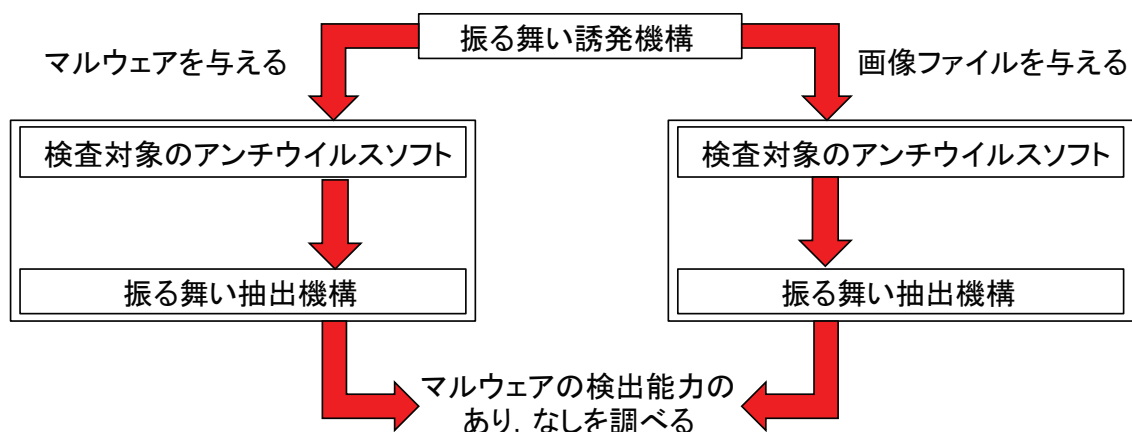 振る舞い誘発機構
マルウェアを与える
画像ファイルを与える
検査対象のアンチウイルスソフト
検査対象のアンチウイルスソフト
振る舞い抽出機構
振る舞い抽出機構
マルウェアの検出能力の
あり，なしを調べる